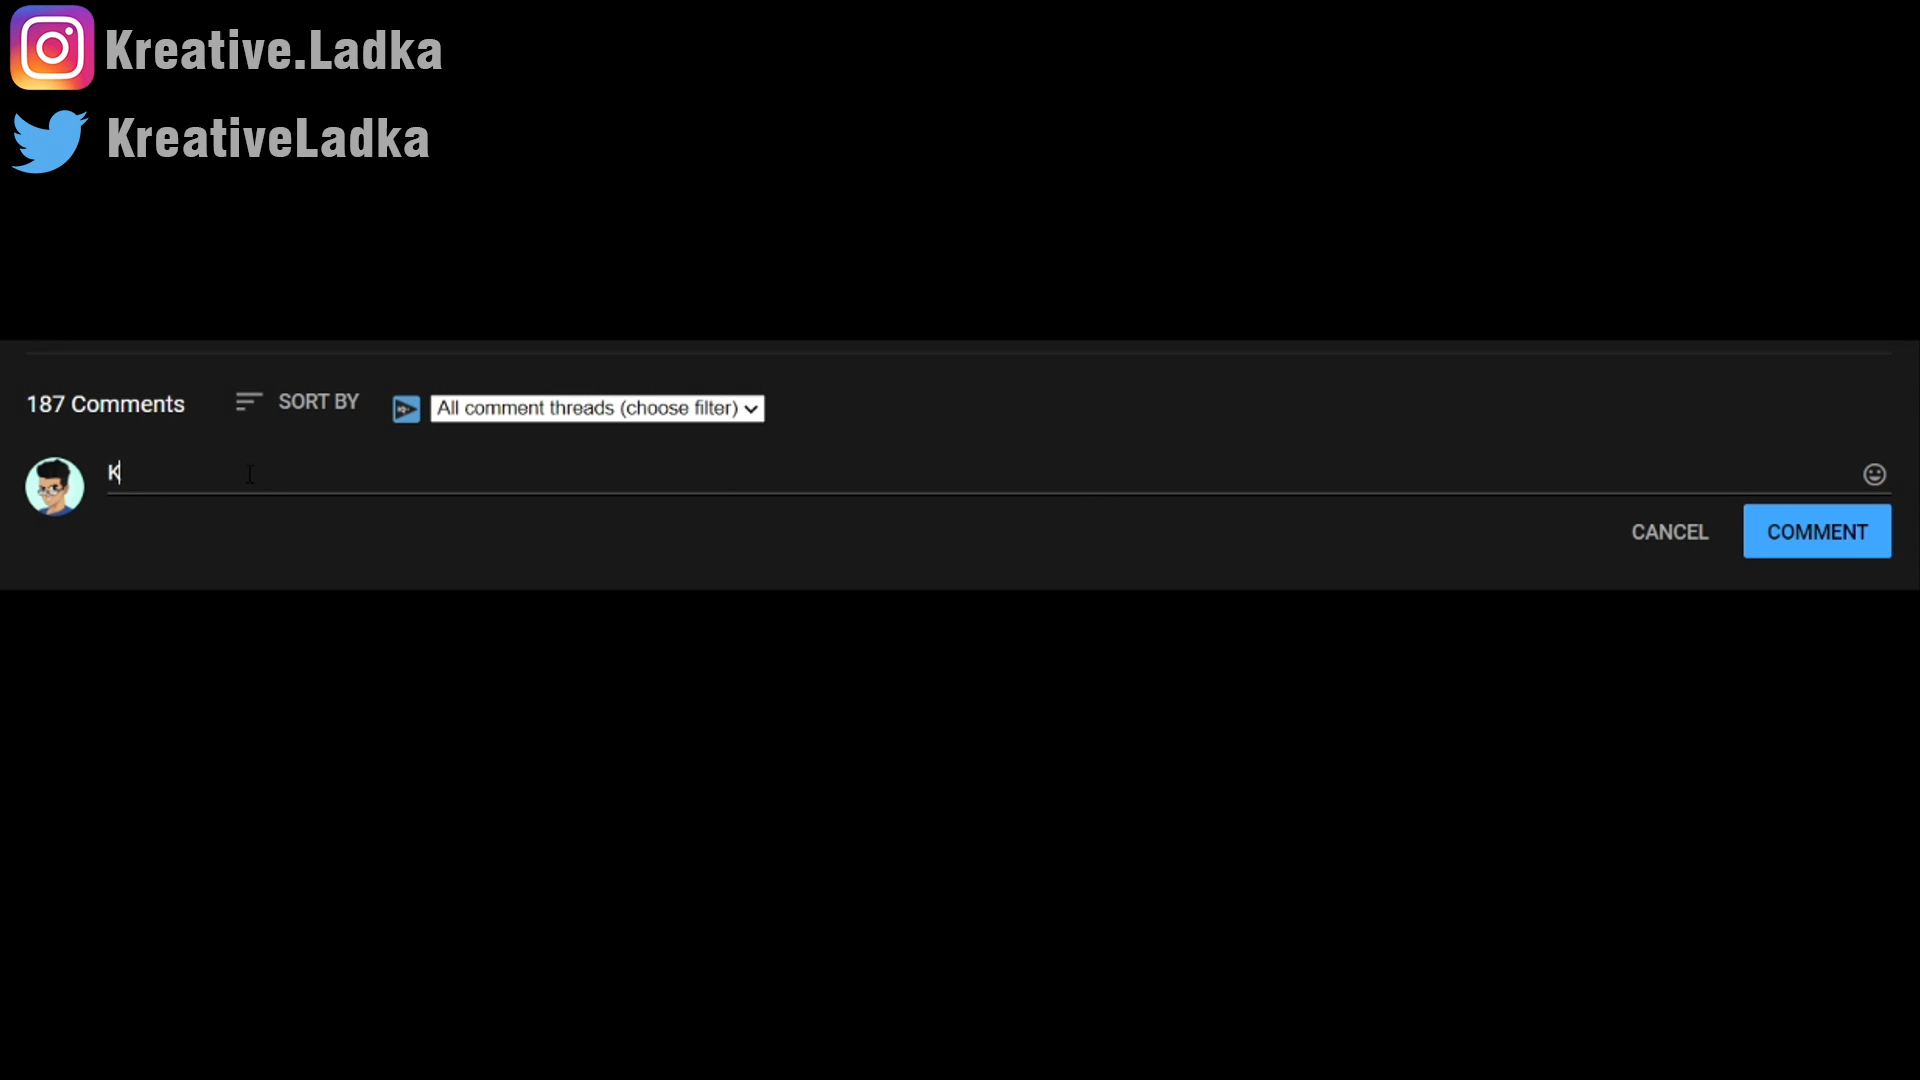 Kreative.Ladka
KreativeLadka
187 Comments SORT BY All comment threads (choose filter)
K
CANCEL COMMENT